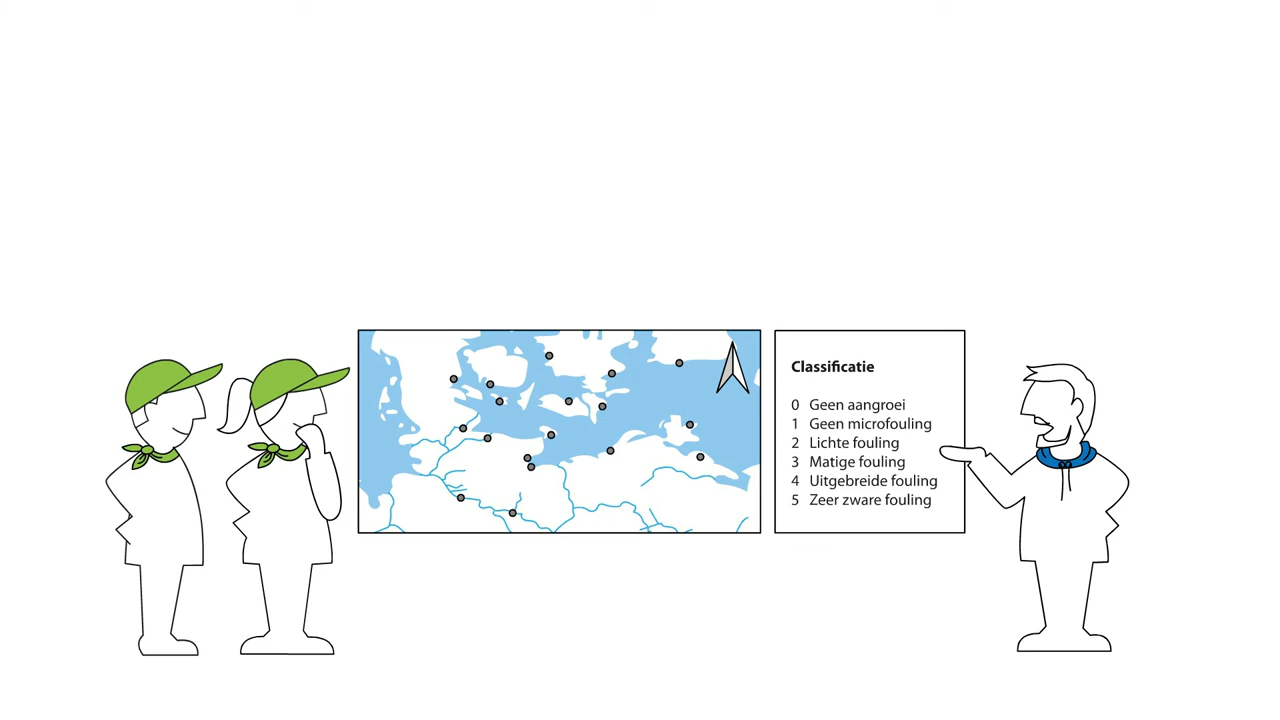 Classificatie
0 Geen aangroei
1 Geen microfouling
2 Lichte fouling
3 Matige fouling
4 Uitgebreide fouling
5 Zeer zware fouling